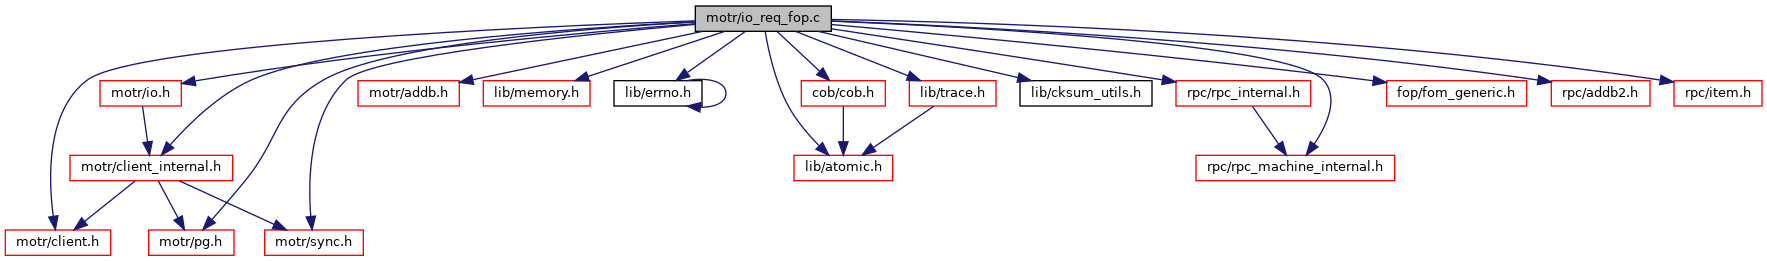 motr/io_req_fop.c
motr/io.h
motr/addb.h
lib/memory.h
lib/errno.h
cob/cob.h
lib/trace.h
lib/cksum_utils.h
rpc/rpc_internal.h
fop/fom_generic.h
rpc/addb2.h
rpc/item.h
motr/client_internal.h
lib/atomic.h
rpc/rpc_machine_internal.h
motr/client.h
motr/pg.h
motr/sync.h